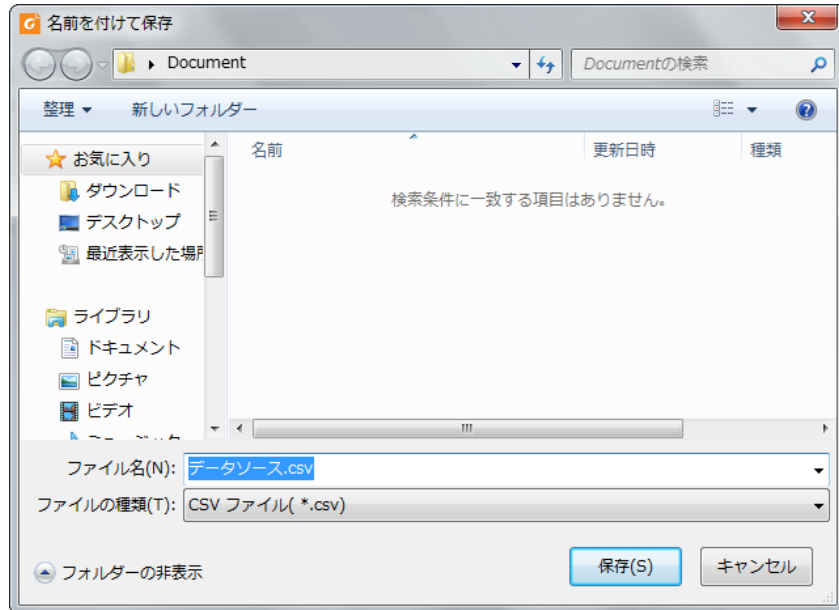 名前を付けて保存
Document
Documentの検索
整理
新しいフォルダー
名前 更新日時 種類
お気に入り
ダウンロード
デスクトップ
最近表示した場
検索条件に一致する項目はありません。
ライブラリ
ドキュメント
ピクチャ
ビデオ
ファイル名(N): データソース.csv
ファイルの種類(T): CSV ファイル( *.csv)
フォルダーの非表示
保存(S) キャンセル